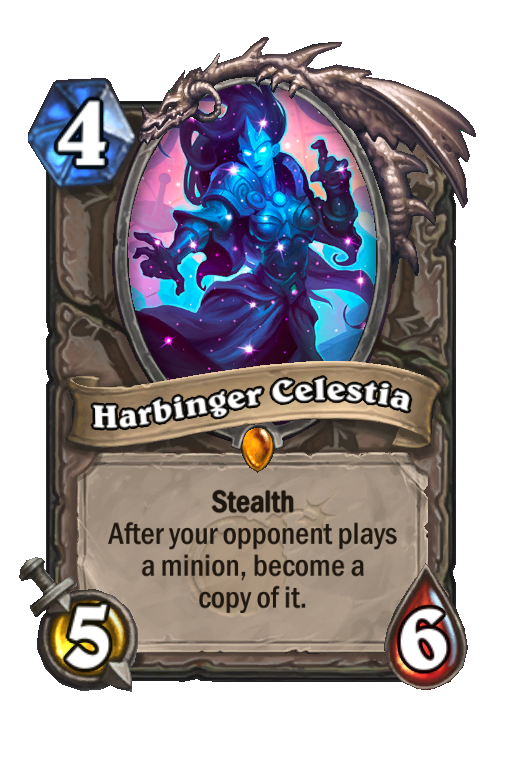 4
Harbinger Celestia
Stealth
After your opponent plays
a minion, become a
copy of it.
5
6